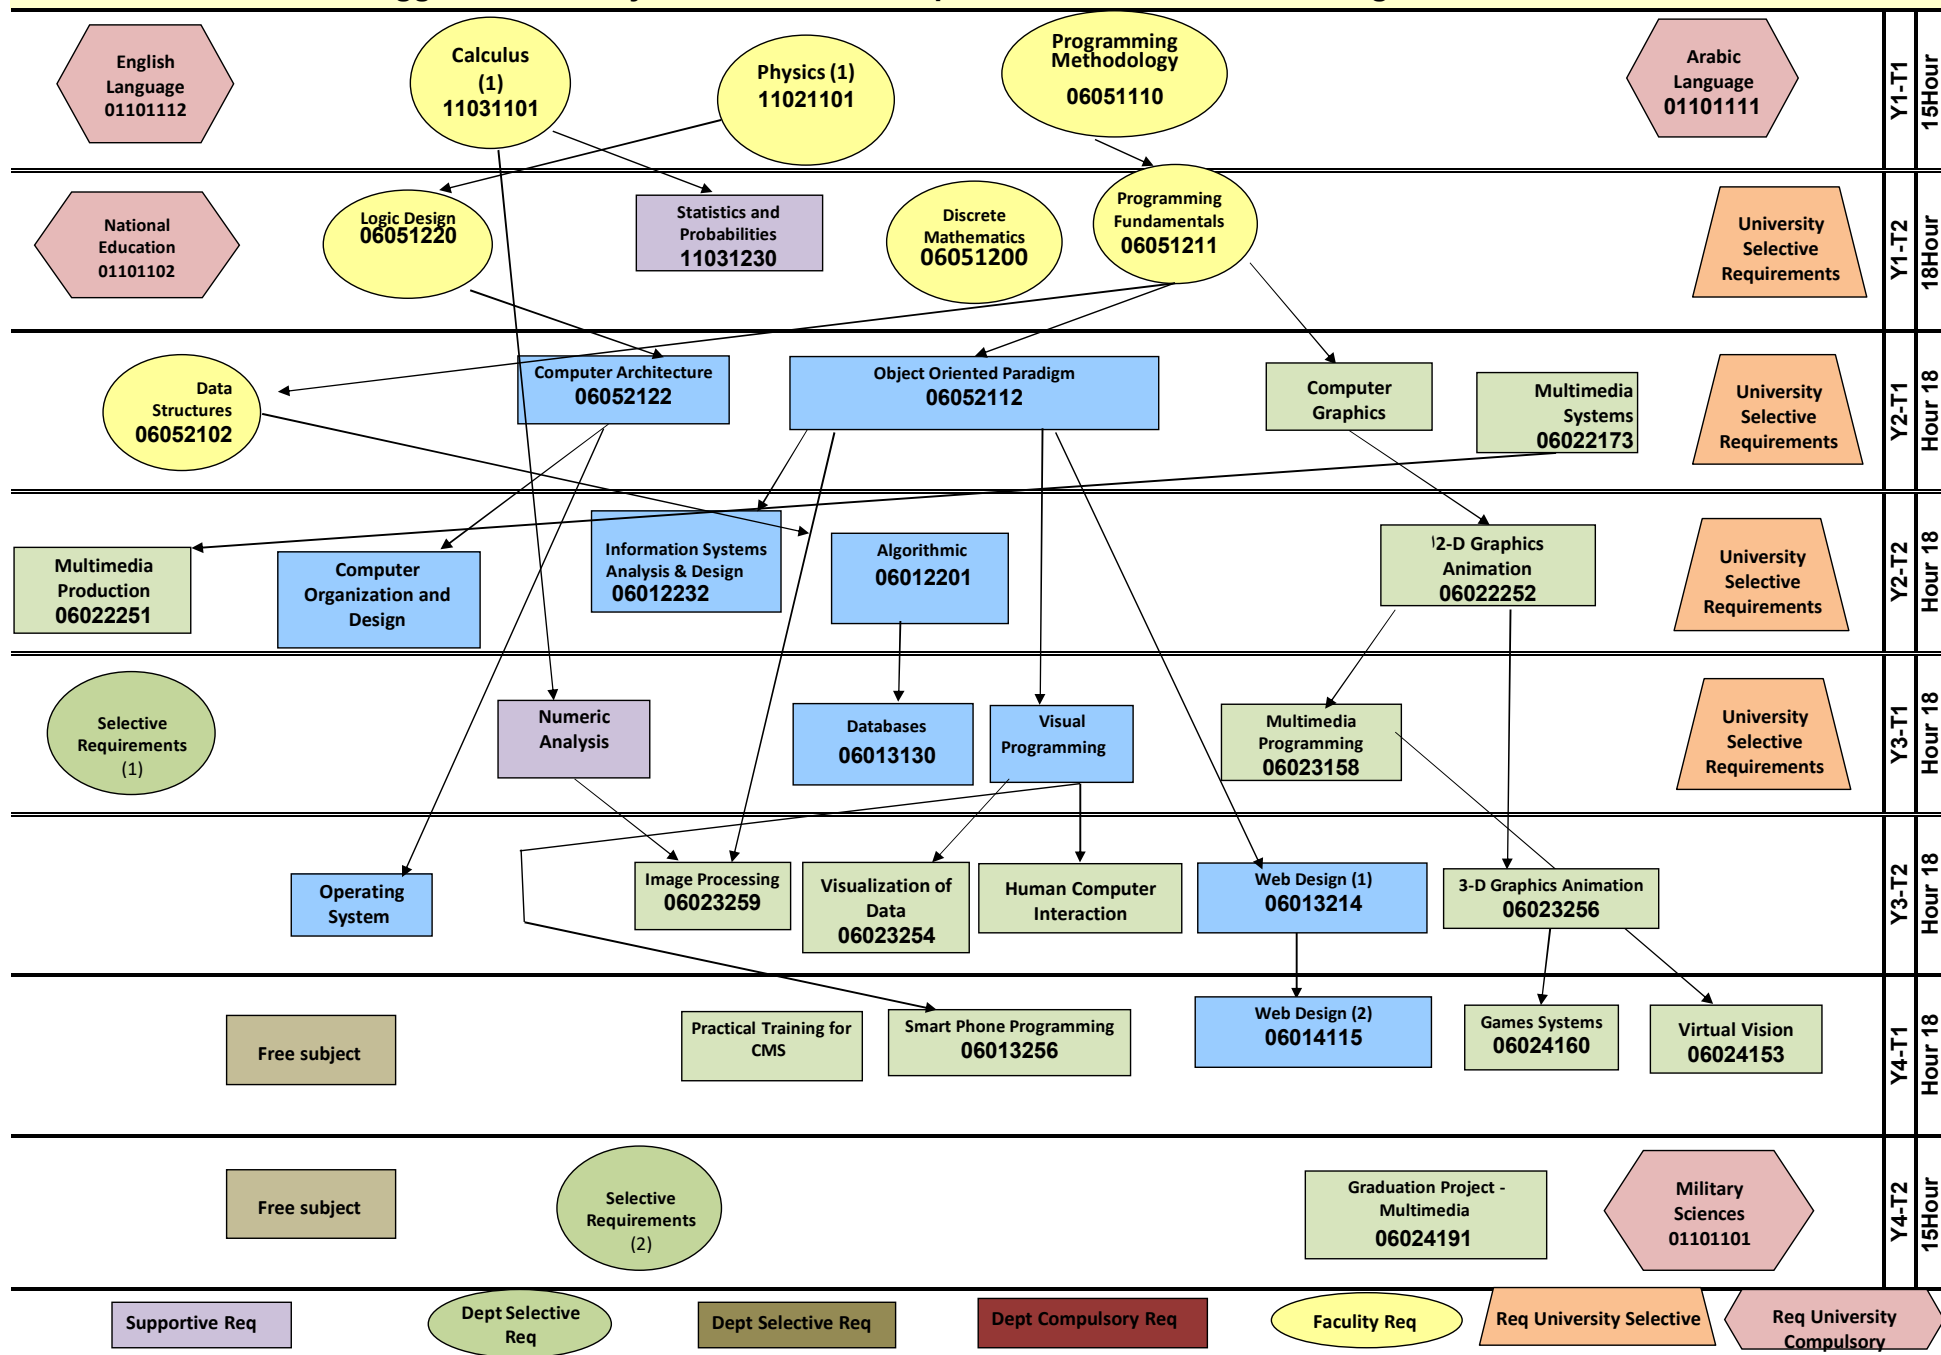 English
Language
01101112
Calculus
(1)
11031101
Physics (1)
11021101
Programming
Methodology
06051110
Arabic
Language
01101111
Y1-T1
15Hour
National
Education
01101102
Logic Design
06051220
Statistics and
Probabilities
11031230
Discrete
Mathematics
06051200
Programming
Fundamentals
06051211
University
Selective
Requirements
Y1-T2
18Hour
Data
Structures
06052102
Computer Architecture
06052122
Object Oriented Paradigm
06052112
Computer
Graphics
Multimedia
Systems
06022173
University
Selective
Requirements
Y2-T1
Hour 18
Multimedia
Production
06022251
Computer
Organization and
Design
Information Systems
Analysis & Design
06012232
Algorithmic
06012201
2-D Graphics
Animation
06022252
University
Selective
Requirements
Y2-T2
Hour 18
Selective
Requirements
(1)
Numeric
Analysis
Databases
06013130
Visual
Programming
Multimedia
Programming
06023158
University
Selective
Requirements
Y3-T1
Hour 18
Operating
System
Image Processing
06023259
Visualization of
Data
06023254
Human Computer
Interaction
Web Design (1)
06013214
3-D Graphics Animation
06023256
Y3-T2
Hour 18
Free subject
Practical Training for
CMS
Smart Phone Programming
06013256
Web Design (2)
06014115
Games Systems
06024160
Virtual Vision
06024153
Y4-T1
Hour 18
Free subject
Selective
Requirements
(2)
Graduation Project -
Multimedia
06024191
Military
Sciences
01101101
Y4-T2
15Hour
Supportive Req
Dept Selective
Req
Dept Selective Req
Dept Compulsory Req
Faculty Req
Req University Selective
Req University
Compulsory